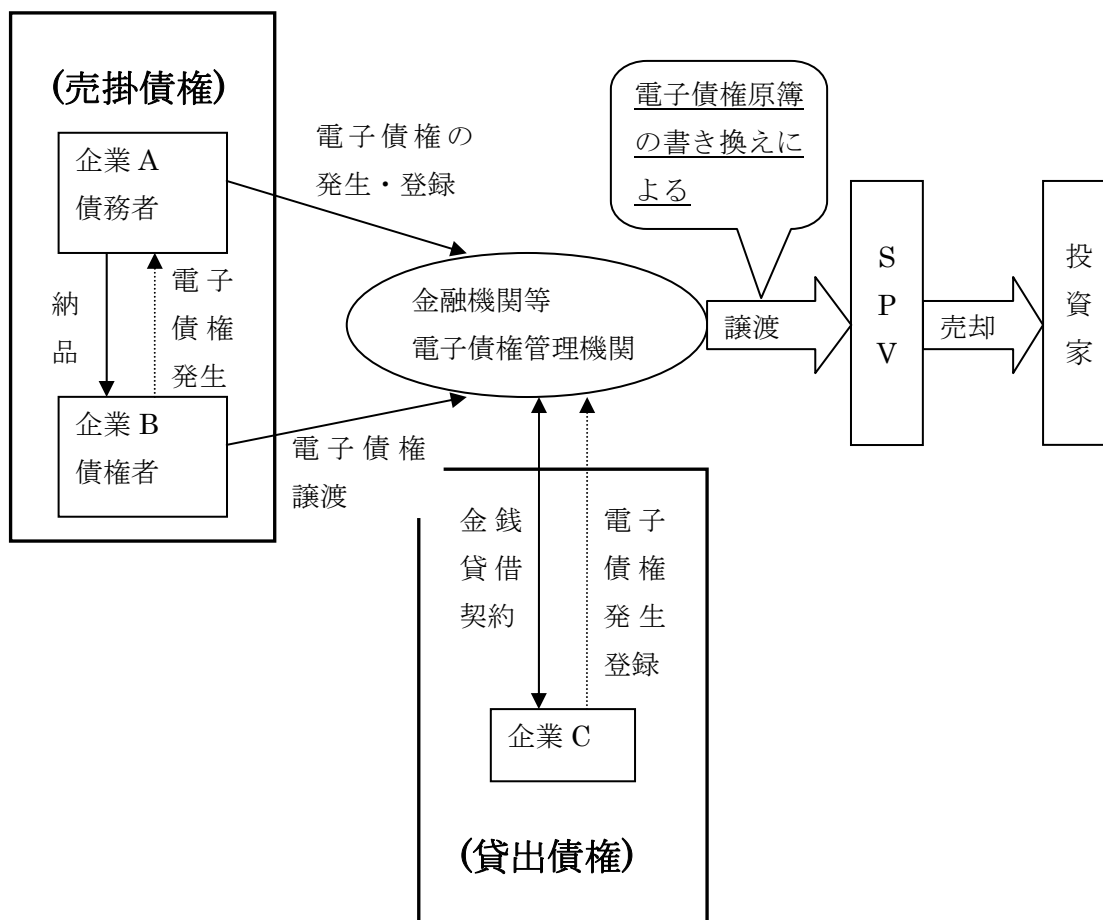 (売掛債権)
企業 A
債務者
納
品
電子
債権
発生
企業 B
債権者
電子債権の
発生・登録
電子債権
譲渡
金融機関等
電子債権管理機関
電子債権原簿
の書き換えに
よる
譲渡
S
P
V
売却
投
資
家
金銭
貸借
契約
電子
債権
発生
登録
企業 C
(貸出債権)